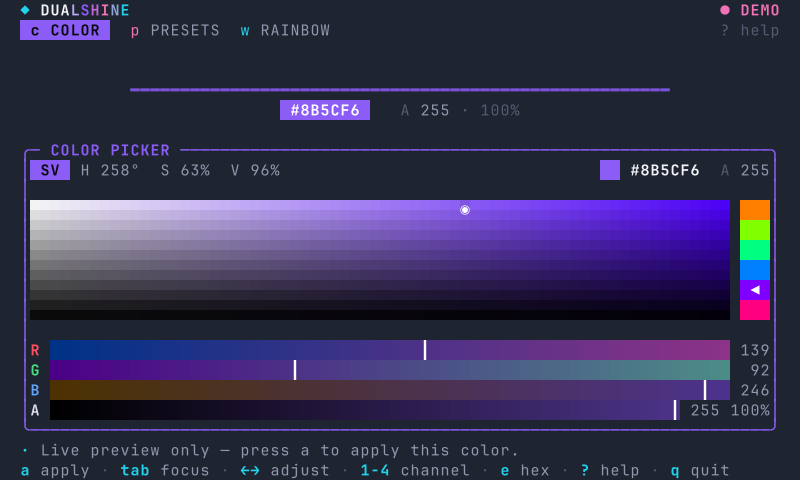 ◆ DUALSHINE ● DEMO
c COLOR p PRESETS w RAINBOW ? help
#8B5CF6 A 255 · 100%
COLOR PICKER
SV H 258° S 63% V 96% #8B5CF6 A 255
R 139
G 92
B 246
A 255 100%
· Live preview only — press a to apply this color.
a apply · tab focus · ↔ adjust · 1-4 channel · e hex · ? help · q quit